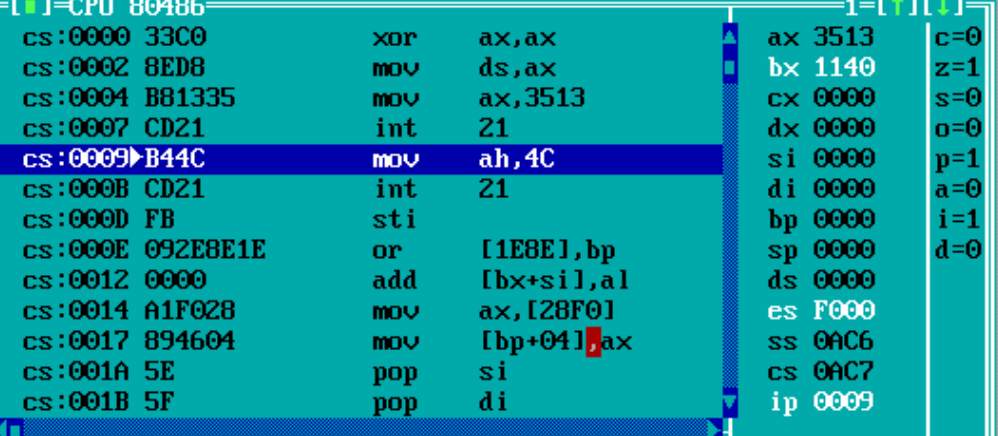 =[■]=CPU 80486 1=[↑][↓]=
cs:0000 33C0 xor ax,ax ax 3513 c=0
cs:0002 8ED8 mov ds,ax bx 1140 z=1
cs:0004 B81335 mov ax,3513 cx 0000 s=0
cs:0007 CD21 int 21 dx 0000 o=0
cs:0009►B44C mov ah,4C si 0000 p=1
cs:000B CD21 int 21 di 0000 a=0
cs:000D FB sti bp 0000 i=1
cs:000E 092E8E1E or [1E8E],bp sp 0000 d=0
cs:0012 0000 add [bx+si],al ds 0000
cs:0014 A1F028 mov ax,[28F0] es F000
cs:0017 894604 mov [bp+04],ax ss 0AC6
cs:001A 5E pop si cs 0AC7
cs:001B 5F pop di ip 0009